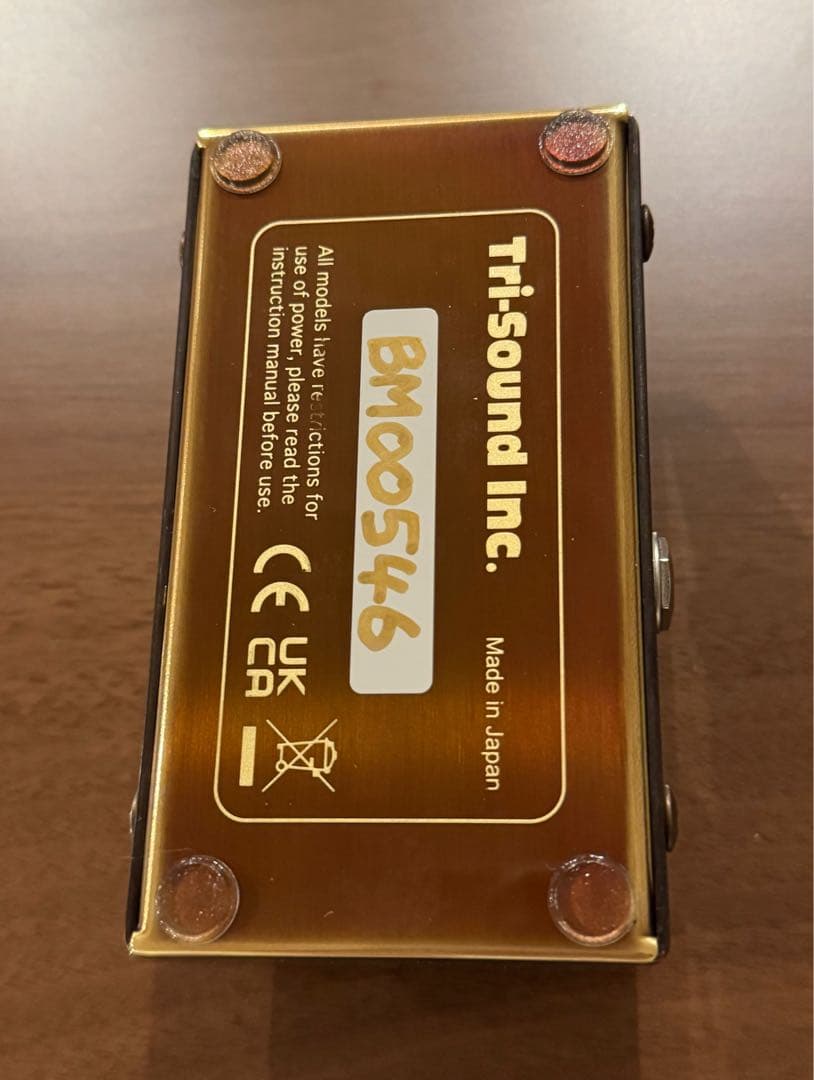 Tri-Sound Inc.
Made in Japan
BM00546
All models have restrictions for
use of power, please read the
instruction manual before use.
CE
UK
CA